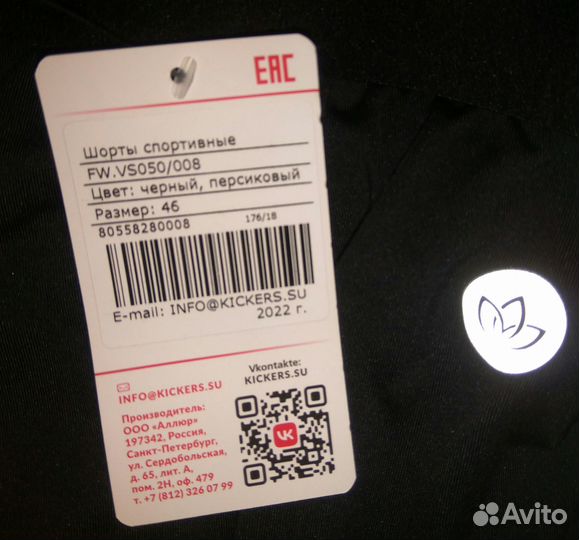 EAC
Шорты спортивные
FW.VS050/008
Цвет: черный, персиковый
Размер: 46
80558280008 176/18
E-mail: INFO@KICKERS.SU
2022 г.
INFO@KICKERS.SU
Производитель:
ООО «Аллюр»
197342, Россия,
Санкт-Петербург,
ул. Сердобольская,
д. 65, лит. А,
пом. 2Н, оф. 479
т. +7 (812) 326 07 99
Vkontakte:
KICKERS.SU
Avito